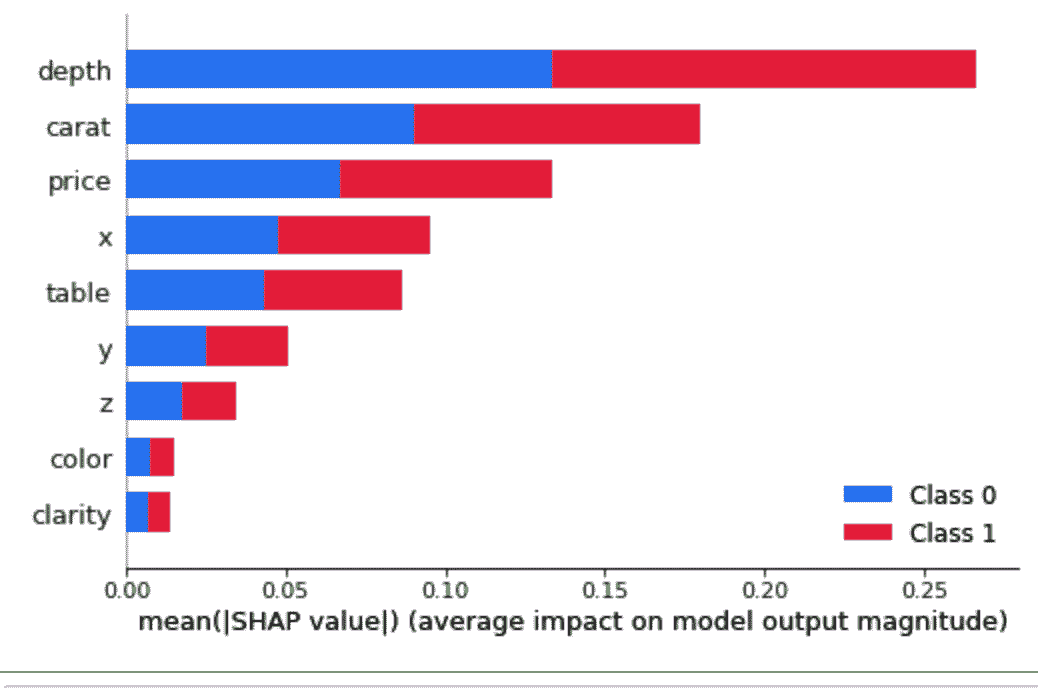 depth
carat
price
x
table
y
z
color
clarity
Class 0
Class 1
0.00 0.05 0.10 0.15 0.20 0.25
mean(|SHAP value|) (average impact on model output magnitude)